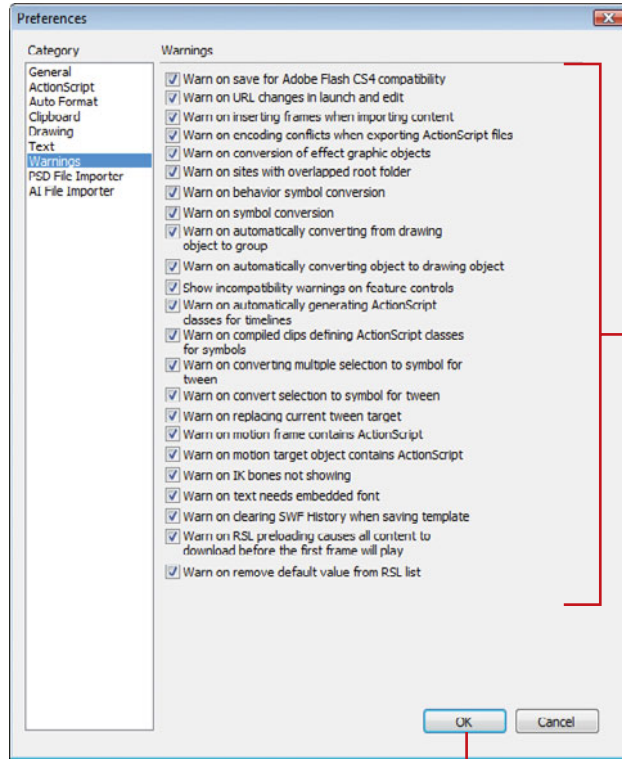 Preferences
Category
Warnings
General
ActionScript
Auto Format
Clipboard
Drawing
Text
Warnings
PSD File Importer
AI File Importer
Warn on save for Adobe Flash CS4 compatibility
Warn on URL changes in launch and edit
Warn on inserting frames when importing content
Warn on encoding conflicts when exporting ActionScript files
Warn on conversion of effect graphic objects
Warn on sites with overlapped root folder
Warn on behavior symbol conversion
Warn on symbol conversion
Warn on automatically converting from drawing
object to group
Warn on automatically converting object to drawing object
Show incompatibility warnings on feature controls
Warn on automatically generating ActionScript
classes for timelines
Warn on compiled clips defining ActionScript classes
for symbols
Warn on converting multiple selection to symbol for
tween
Warn on convert selection to symbol for tween
Warn on replacing current tween target
Warn on motion frame contains ActionScript
Warn on motion target object contains ActionScript
Warn on IK bones not showing
Warn on text needs embedded font
Warn on clearing SWF History when saving template
Warn on RSL preloading causes all content to
download before the first frame will play
Warn on remove default value from RSL list
OK
Cancel